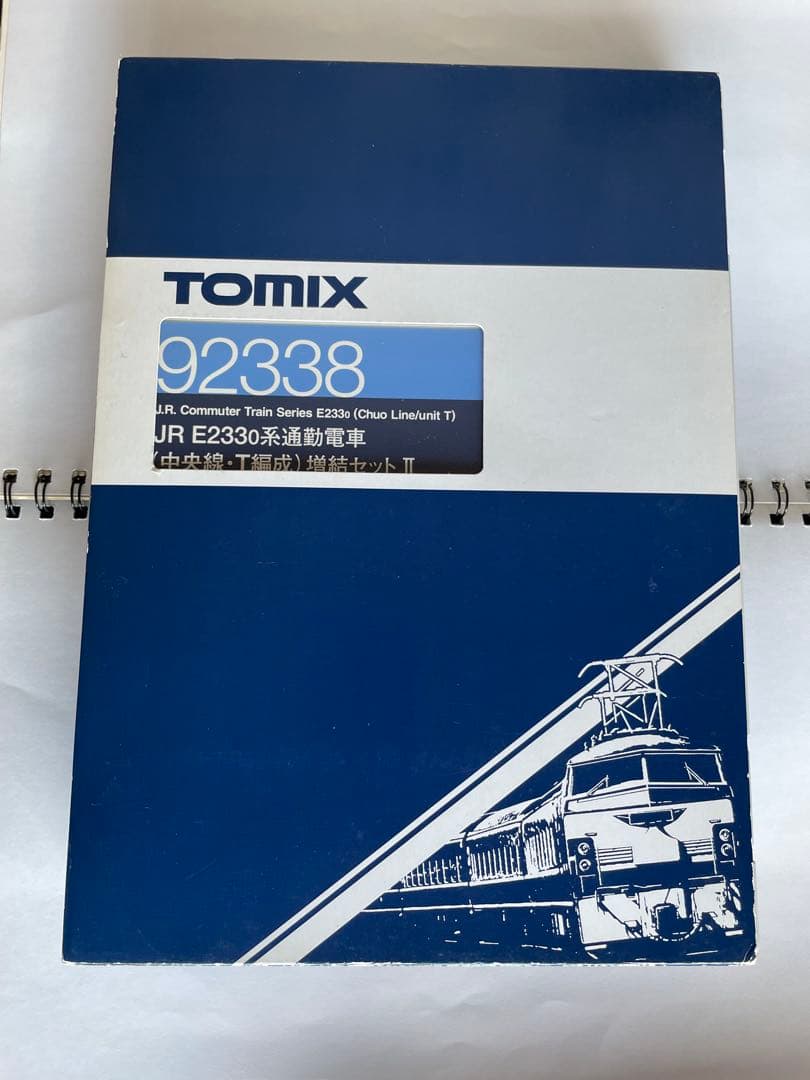 TOMIX
92338
J.R. Commuter Train Series E2330 (Chuo Line/unit T)
JR E2330系通勤電車
(中央線・T編成) 増結セットⅡ